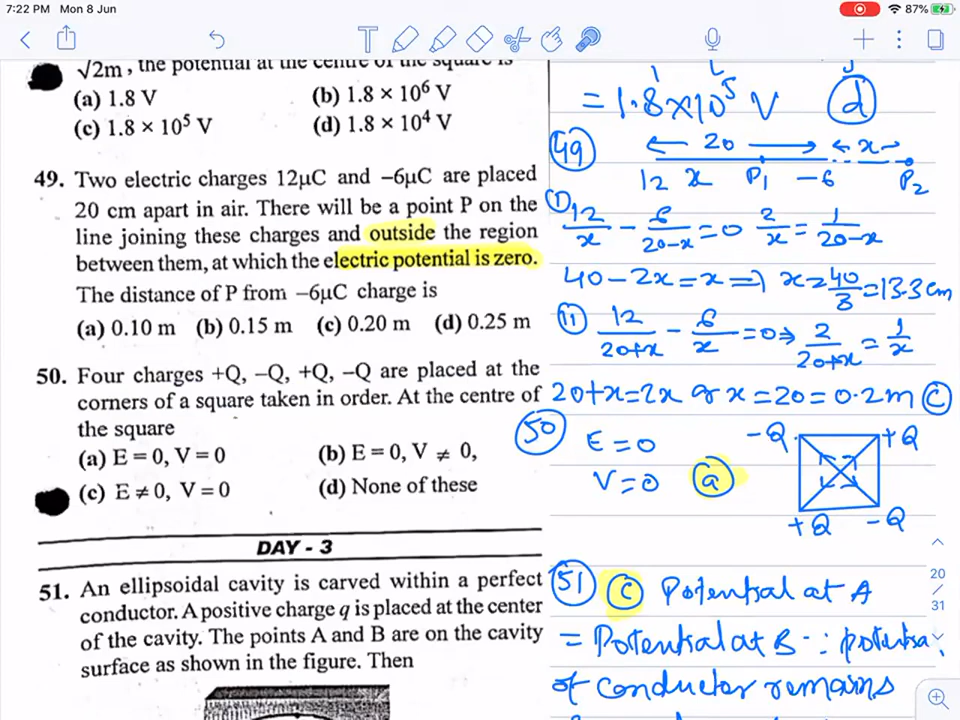 7:22 PM Mon 8 Jun
87%
√2m, the potential at the centre of the square is
(a) 1.8 V
(b) 1.8 × 10⁶ V
(c) 1.8 × 10⁵ V
(d) 1.8 × 10⁴ V
49. Two electric charges 12μC and –6μC are placed
20 cm apart in air. There will be a point P on the
line joining these charges and outside the region
between them, at which the electric potential is zero.
The distance of P from –6μC charge is
(a) 0.10 m (b) 0.15 m (c) 0.20 m (d) 0.25 m
50. Four charges +Q, –Q, +Q, –Q are placed at the
corners of a square taken in order. At the centre of
the square
(a) E = 0, V = 0
(b) E = 0, V ≠ 0,
(c) E ≠ 0, V = 0
(d) None of these
DAY - 3
51. An ellipsoidal cavity is carved within a perfect
conductor. A positive charge q is placed at the center
of the cavity. The points A and B are on the cavity
surface as shown in the figure. Then
= 1.8×10⁵ V (d)
49 20 x
12 x P₁ -6 P₂
(i) 12/x - 6/(20-x) = 0 2/x = 1/(20-x)
40-2x = x ⇒ x = 40/3 = 13.3 cm
(ii) 12/(20+x) - 6/x = 0 ⇒ 2/(20+x) = 1/x
20+x = 2x or x = 20 = 0.2m (c)
50 E = 0
V = 0 (a)
-Q +Q
+Q -Q
51 (c) Potential at A
= Potential at B ∵ potentia
of conductor remains
20
/
31